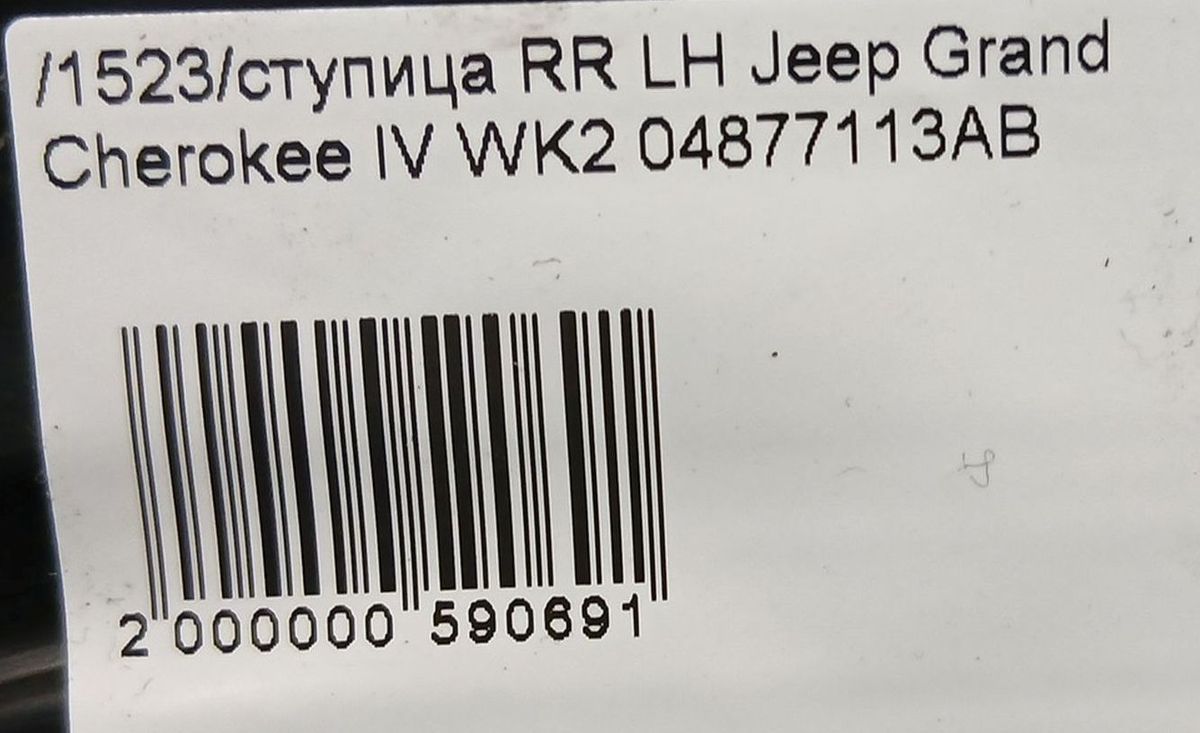 /1523/ступица RR LH Jeep Grand
Cherokee IV WK2 04877113AB
2 000000 590691